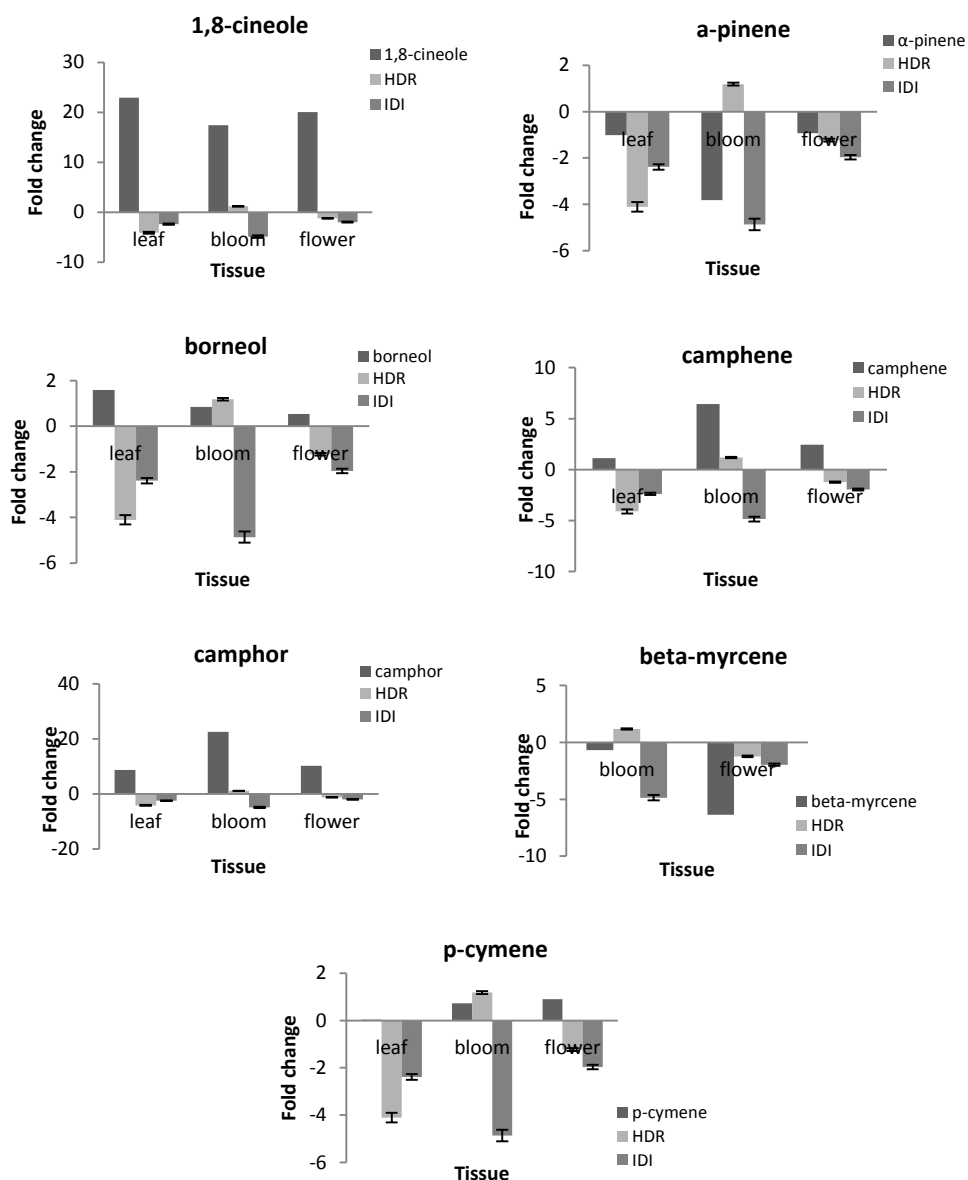 1,8-cineole
30
20
10
0
-10
Fold change
leaf bloom flower
Tissue
1,8-cineole
HDR
IDI
a-pinene
2
0
-2
-4
-6
Fold change
leaf bloom flower
Tissue
α-pinene
HDR
IDI
borneol
2
0
-2
-4
-6
Fold change
leaf bloom flower
Tissue
borneol
HDR
IDI
camphene
10
5
0
-5
-10
Fold change
leaf bloom flower
Tissue
camphene
HDR
IDI
camphor
40
20
0
-20
Fold change
leaf bloom flower
Tissue
camphor
HDR
IDI
beta-myrcene
5
0
-5
-10
Fold change
bloom flower
Tissue
beta-myrcene
HDR
IDI
p-cymene
2
0
-2
-4
-6
Fold change
leaf bloom flower
Tissue
p-cymene
HDR
IDI